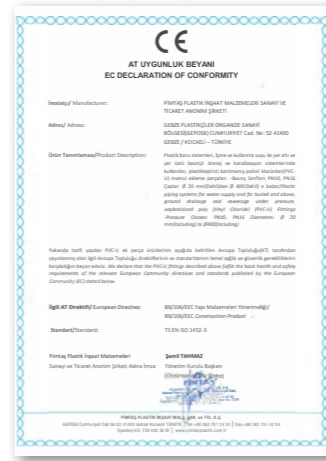 CE
AT UYGUNLUK BEYANI
EC DECLARATION OF CONFORMITY
İmalatçı/ Manufacturer: PİMTAŞ PLASTİK İNŞAAT MALZEMELERİ SANAYİ VE
TİCARET ANONİM ŞİRKETİ
Adres/ Adress: GEBZE PLASTİKÇİLER ORGANİZE SANAYİ
BÖLGESİ(GEPOSB) CUMHURİYET Cad. No: 52 41400
GEBZE / KOCAELİ – TÜRKİYE
Ürün Tanımlaması/Product Description: Plastik boru sistemleri, İçme ve kullanma suyu ile yer altı ve
yer üstü basınçlı drenaj ve kanalizasyon sistemlerinde
kullanılan, plastikleştirici katılmamış polivinil klorürden(PVC-
U) mamul ekleme parçaları -Basınç Sınıfları: PN10, PN16
Çaplar: Ø 20 mm(Dahil)den Ø 400(Dahil) e kadar/Plastic
piping systems for water supply and for buried and above,
ground drainage and sewerage under pressure,
unplasticized poly (Vinyl Chloride) (PVC-U) Fittings
-Pressure Classes: PN10, PN16 Diameters: Ø 20
mm(Including) to Ø400(Including)
Yukarıda tarifi yapılan PVC-U ek parça ürünlerinin aşağıda belirtilen Avrupa Topluluğu(KT) tarafından
yayınlanmış olan ilgili Avrupa Topluluğu direktiflerinin ve standartlarının temel sağlık ve güvenlik gerekliliklerini
karşıladığını beyan ederiz. We declare that the PVC-U fittings described above fulfils the basic health and safety
requirements of the relevant European Community directives and standards published by the European
Community (EC) stated below.
İlgili AT Direktifi/ European Directive: 89/106/EEC Yapı Malzemeleri Yönetmeliği/
89/106/EEC Construction Product -
Standart/Standard: TS EN ISO 1452-3
Pimtaş Plastik İnşaat Malzemeleri Şamil TAHMAZ
Sanayi ve Ticaret Anonim Şirketi Adına İmza: Yönetim Kurulu Başkanı
PİMTAŞ
PİMTAŞ PLASTİK İNŞAAT MALZ. SAN. ve TİC. A.Ş.